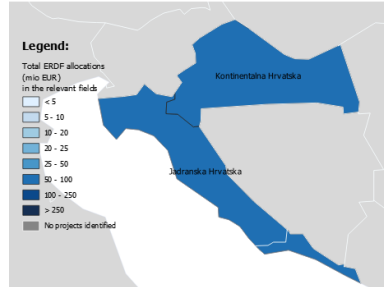 Legend:
Total ERDF allocations
(mio EUR)
in the relevant fields
< 5
5 - 10
10 - 20
20 - 25
25 - 50
50 - 100
100 - 250
> 250
No projects identified
Kontinentalna Hrvatska
Jadranska Hrvatska